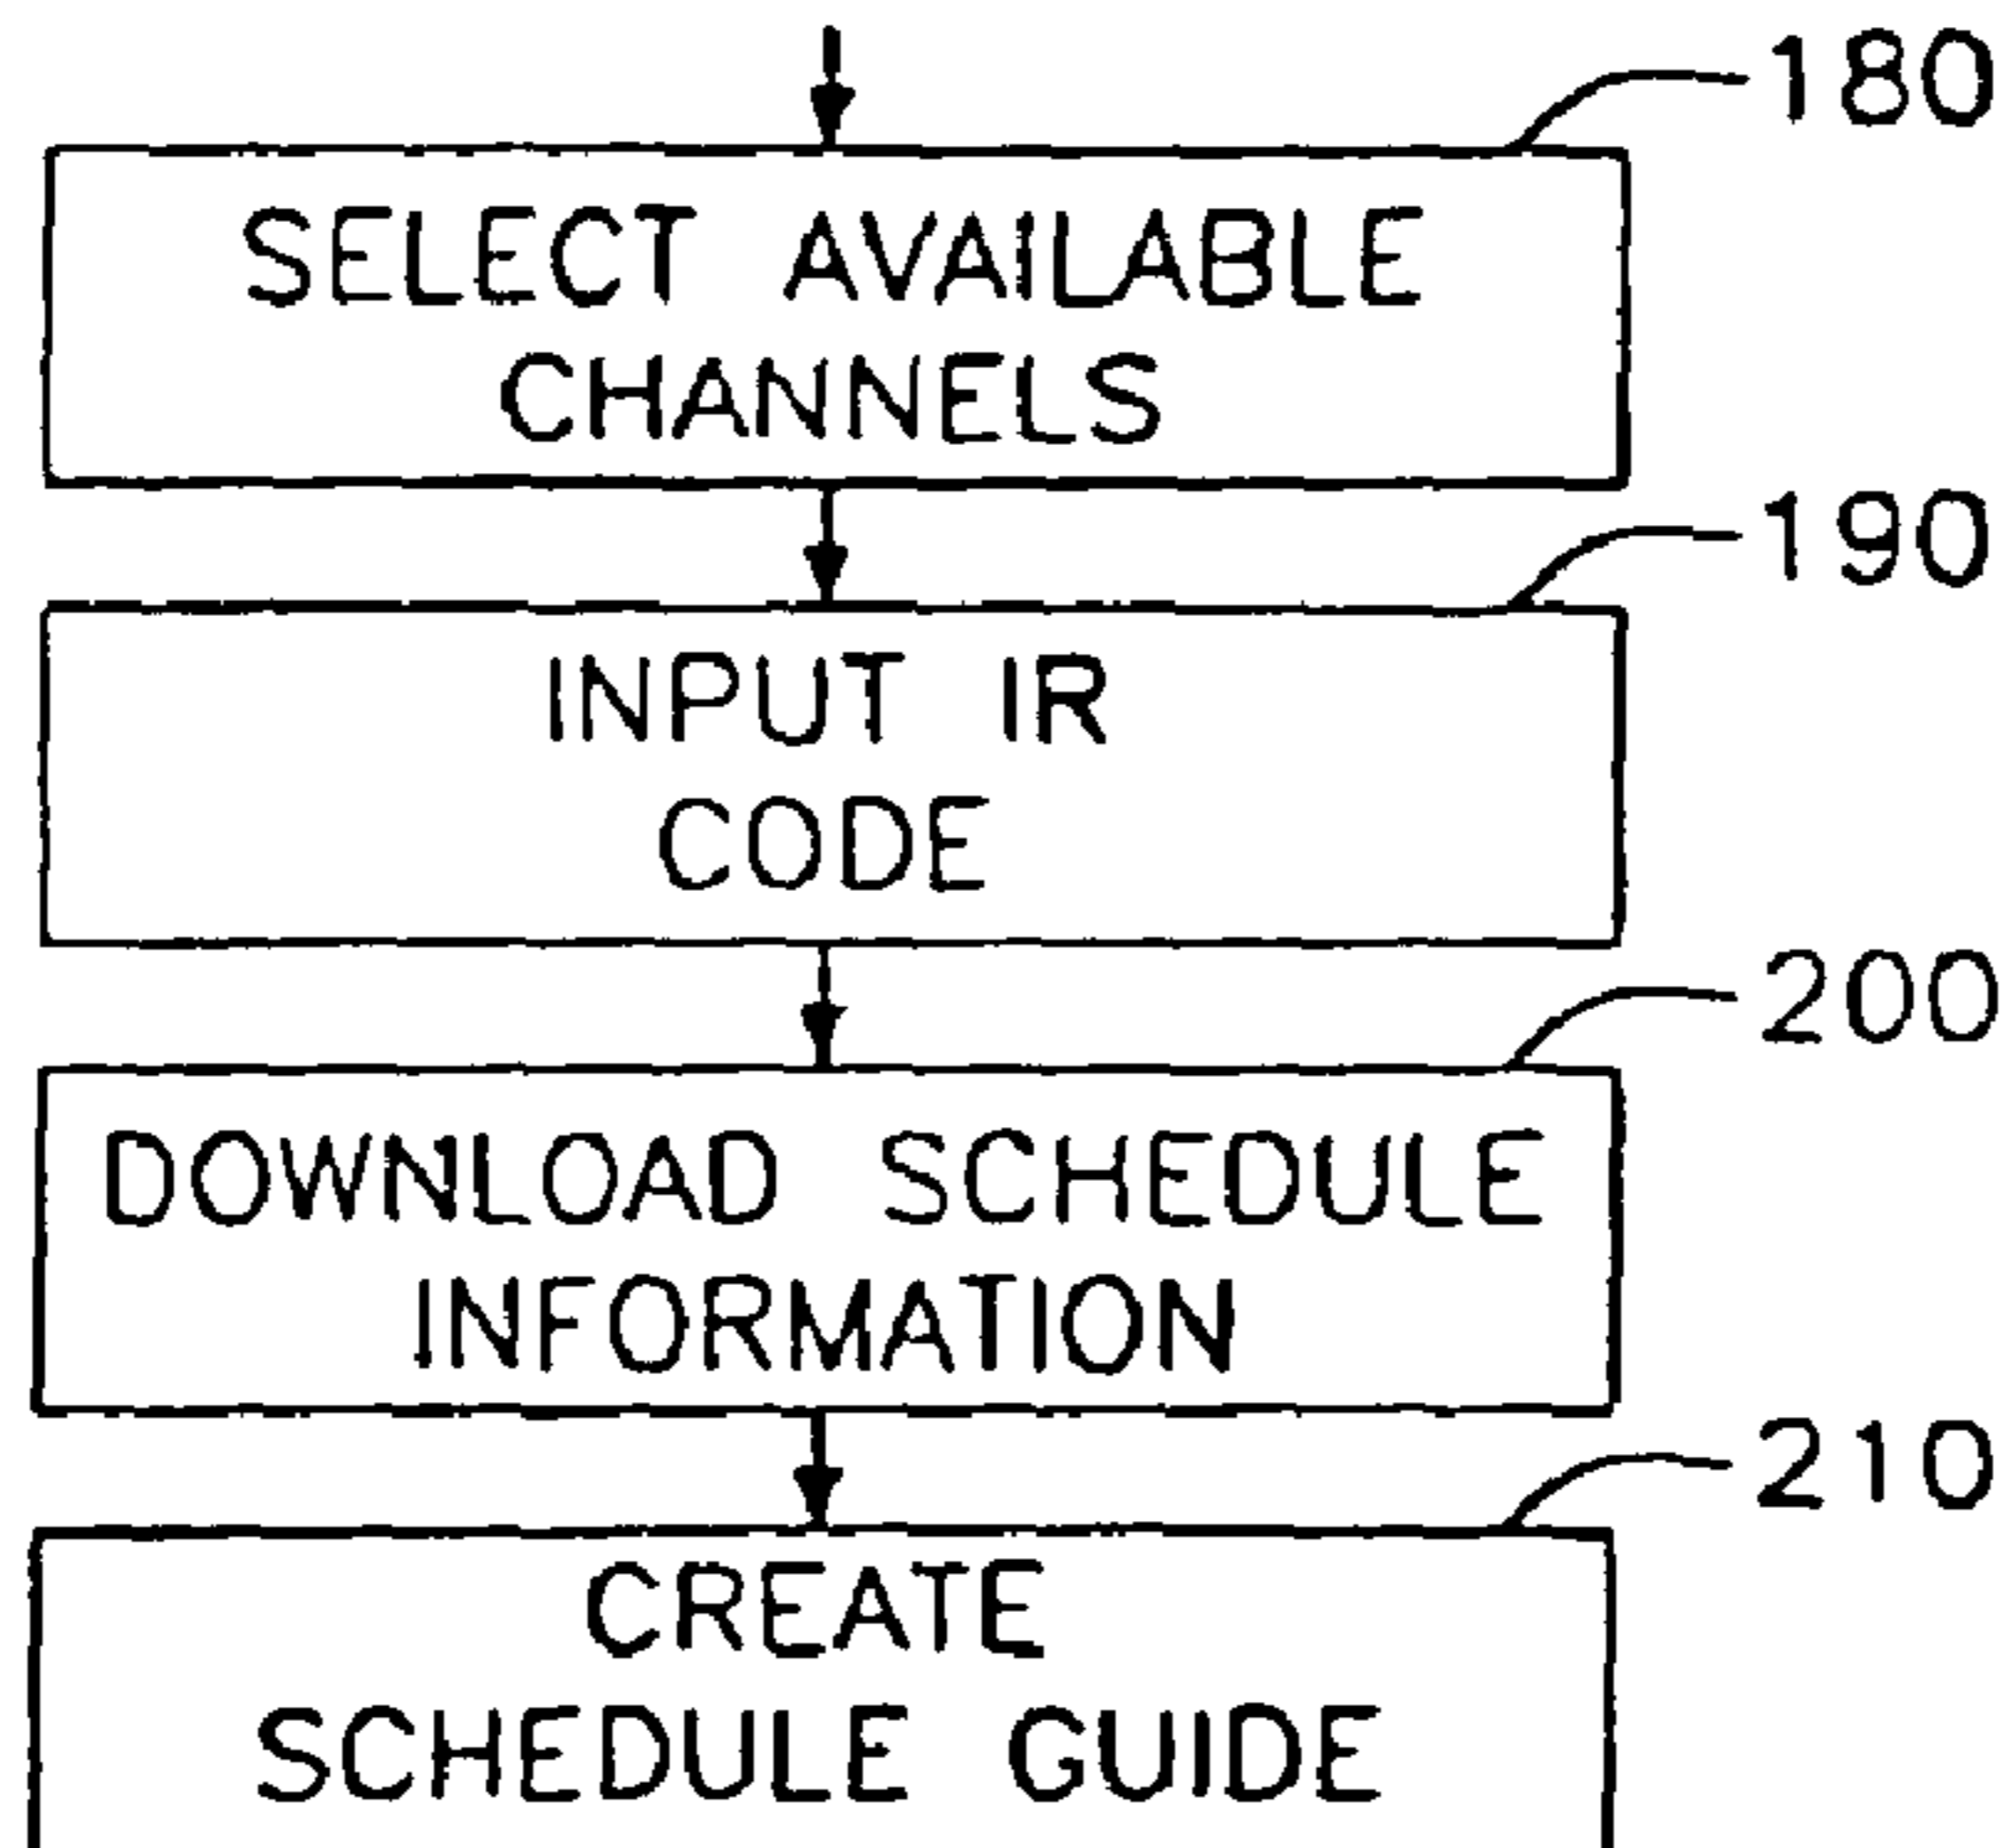 180
SELECT AVAILABLE
CHANNELS
190
INPUT IR
CODE
200
DOWNLOAD SCHEDULE
INFORMATION
210
CREATE
SCHEDULE GUIDE